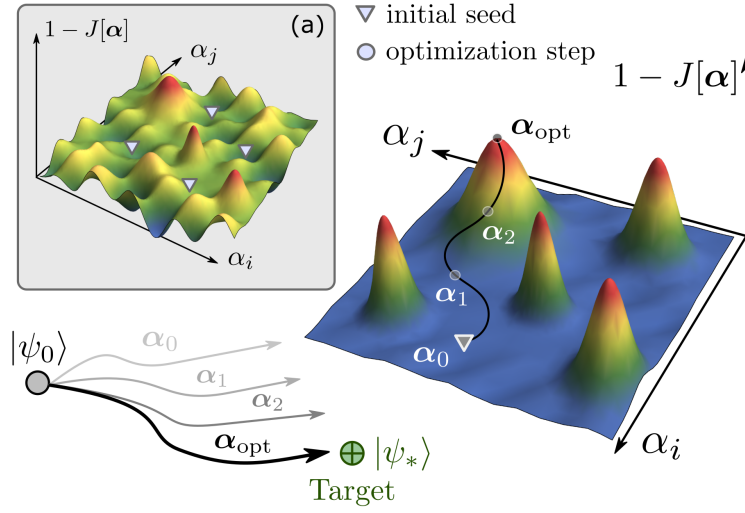 (a)
1 − J[α]
α_j
α_i
initial seed
optimization step
1 − J[α]′
α_j
α_opt
α_2
α_1
α_0
α_i
|ψ_0⟩
α_0
α_1
α_2
α_opt
|ψ_*⟩
Target